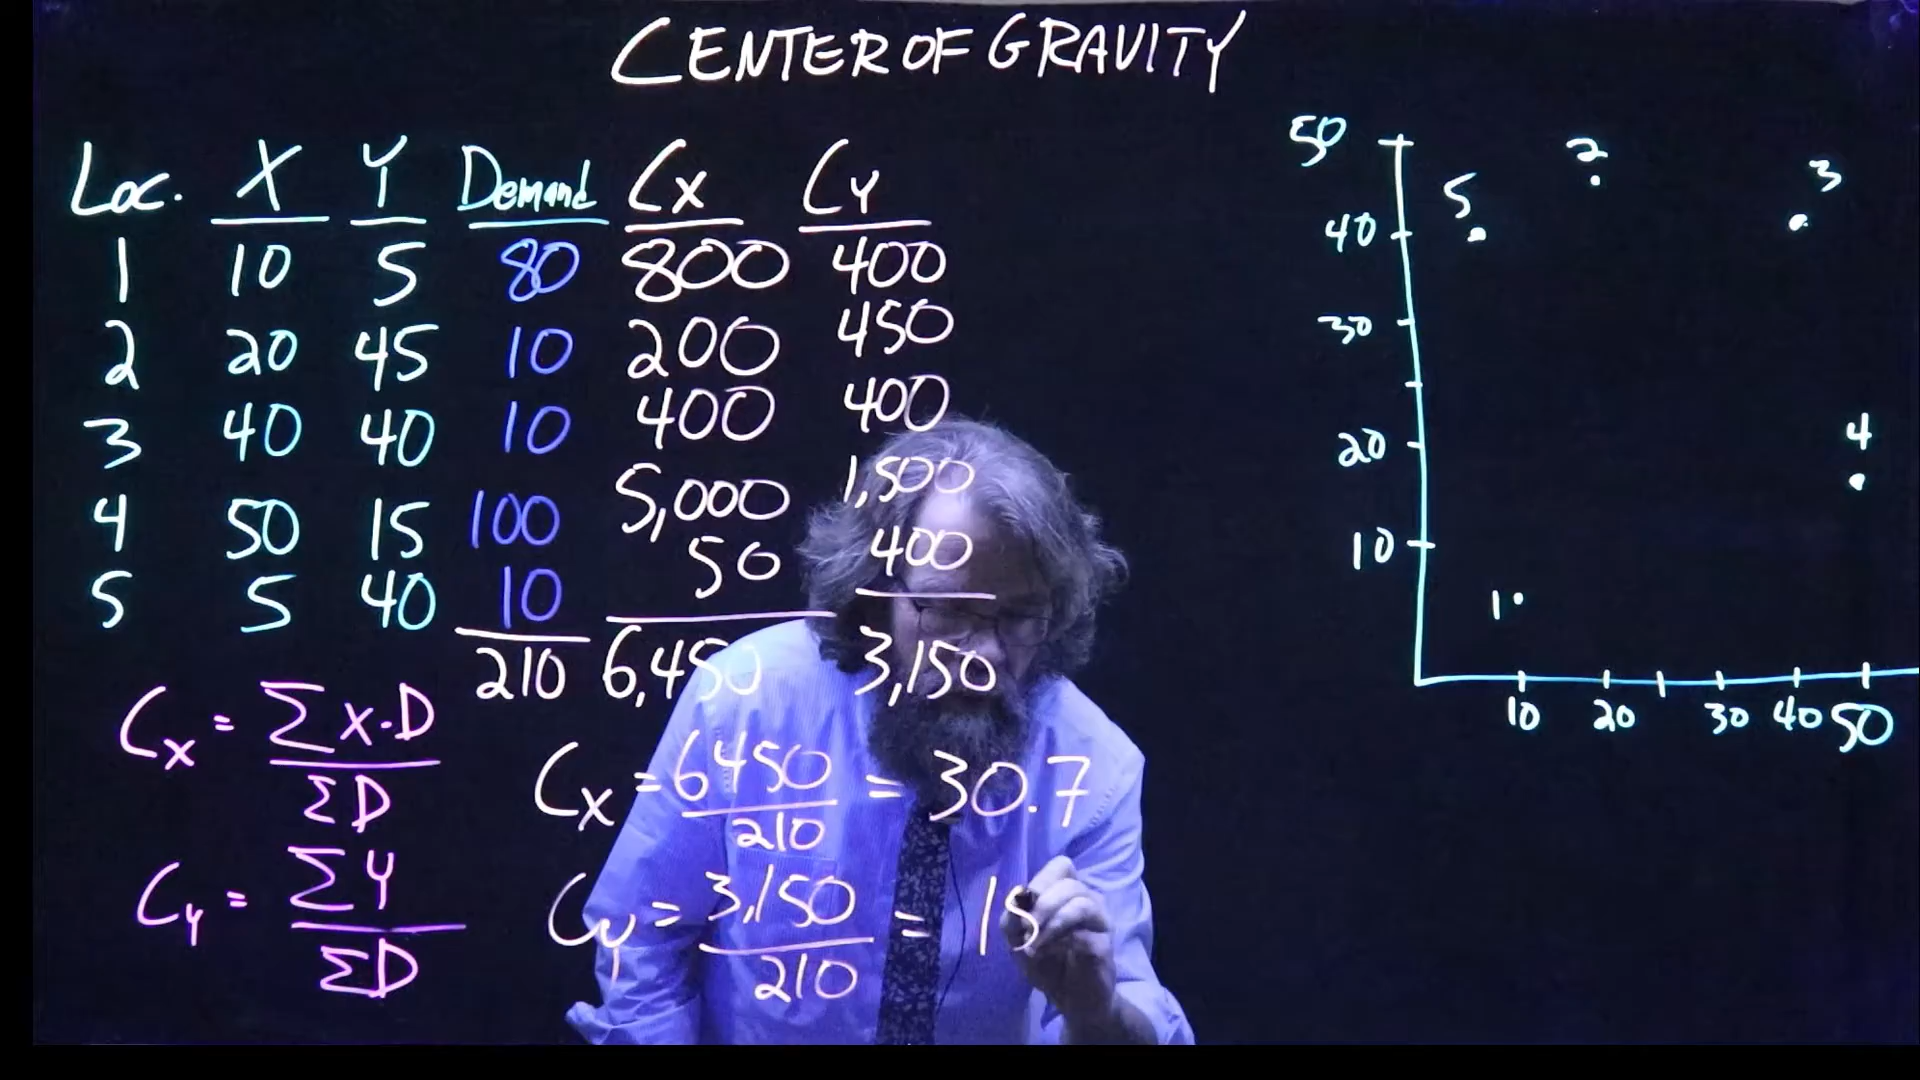 CENTER OF GRAVITY
Loc. X Y Demand Cx Cy
1 10 5 80 800 400
2 20 45 10 200 450
3 40 40 10 400 400
4 50 15 100 5,000 1,500
5 5 40 10 50 400
210 6,450 3,150
Cx = ΣX·D
ΣD
Cy = ΣY
ΣD
Cx = 6450 = 30.7
210
Cy = 3,150 = 15
210
50
40
30
20
10
5
2
3
4
1
10 20 30 40 50